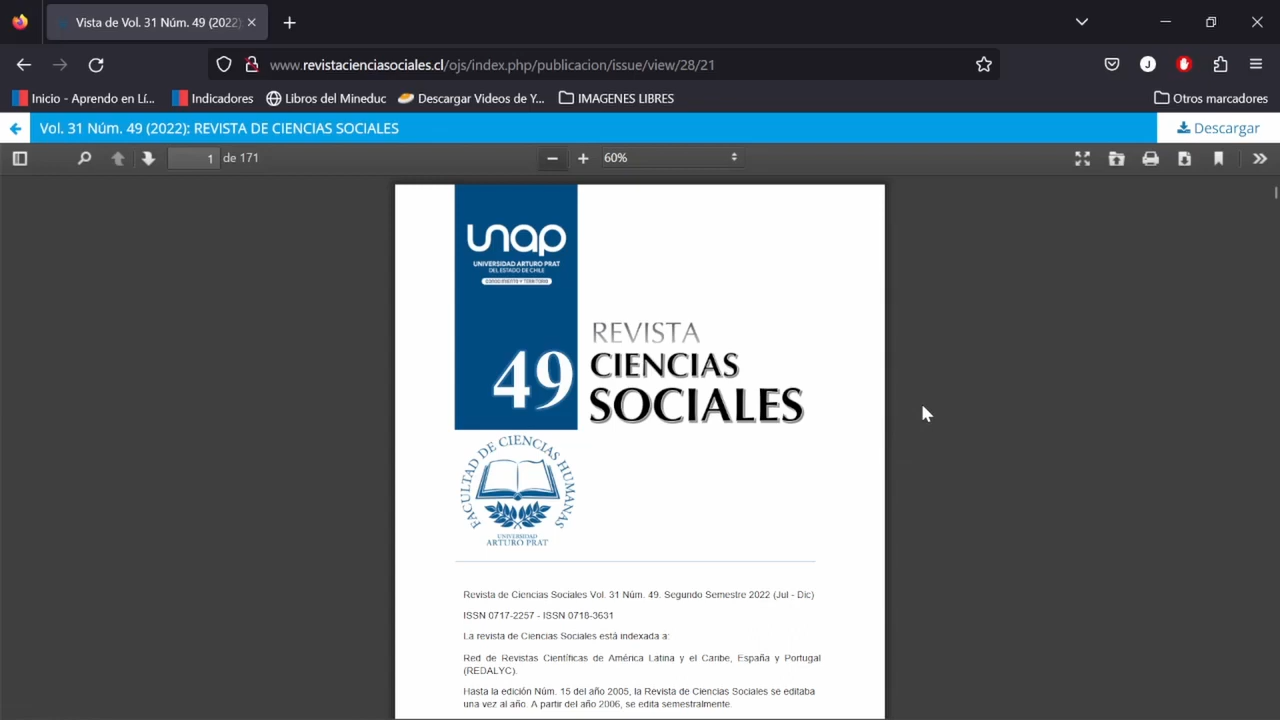 Vista de Vol. 31 Núm. 49 (2022)
www.revistacienciasociales.cl/ojs/index.php/publicacion/issue/view/28/21
Inicio - Aprendo en Lí... Indicadores Libros del Mineduc Descargar Videos de Y... IMAGENES LIBRES Otros marcadores
Vol. 31 Núm. 49 (2022): REVISTA DE CIENCIAS SOCIALES Descargar
1 de 171 60%
unap
UNIVERSIDAD ARTURO PRAT
DEL ESTADO DE CHILE
CONOCIMIENTO Y TERRITORIO
REVISTA
49 CIENCIAS
SOCIALES
FACULTAD DE CIENCIAS HUMANAS
UNIVERSIDAD
ARTURO PRAT
Revista de Ciencias Sociales Vol. 31 Núm. 49. Segundo Semestre 2022 (Jul - Dic)
ISSN 0717-2257 - ISSN 0718-3631
La revista de Ciencias Sociales está indexada a:
Red de Revistas Científicas de América Latina y el Caribe, España y Portugal
(REDALYC).
Hasta la edición Núm. 15 del año 2005, la Revista de Ciencias Sociales se editaba
una vez al año. A partir del año 2006, se edita semestralmente.